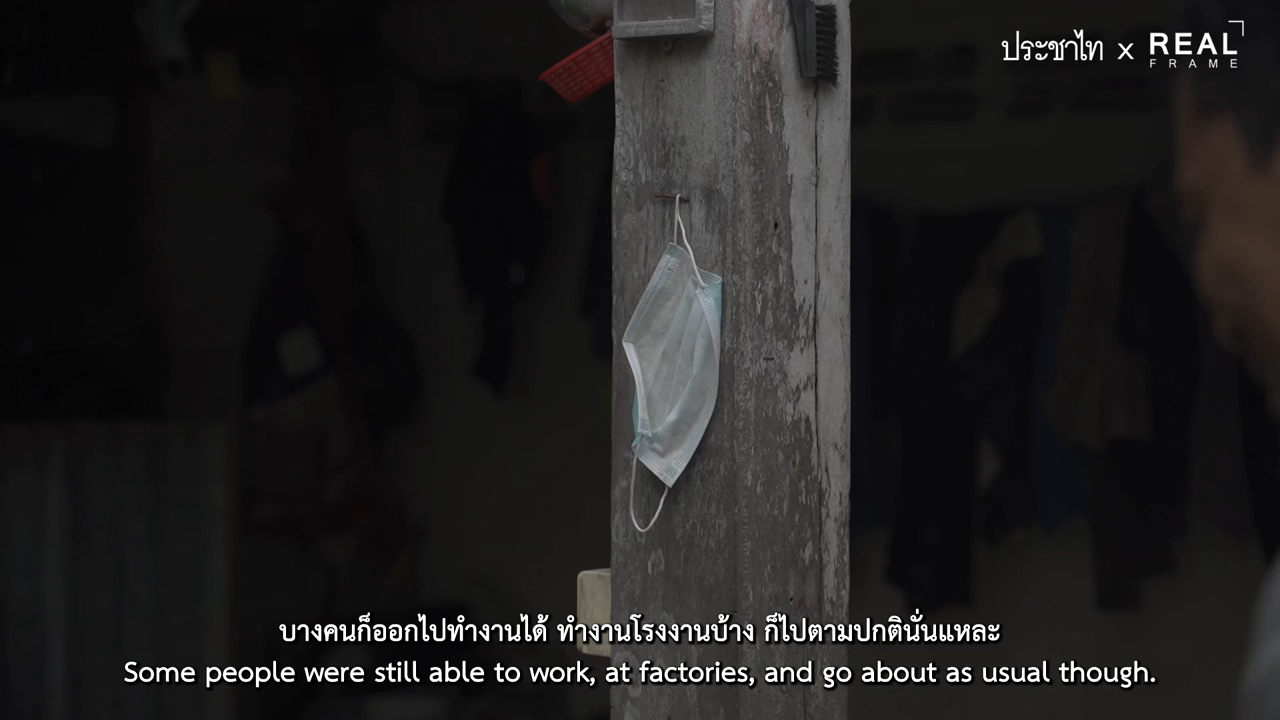 ประชาไท x REAL
FRAME
บางคนก็ออกไปทำงานได้ ทำงานโรงงานบ้าง ก็ไปตามปกตินั่นแหละ
Some people were still able to work, at factories, and go about as usual though.